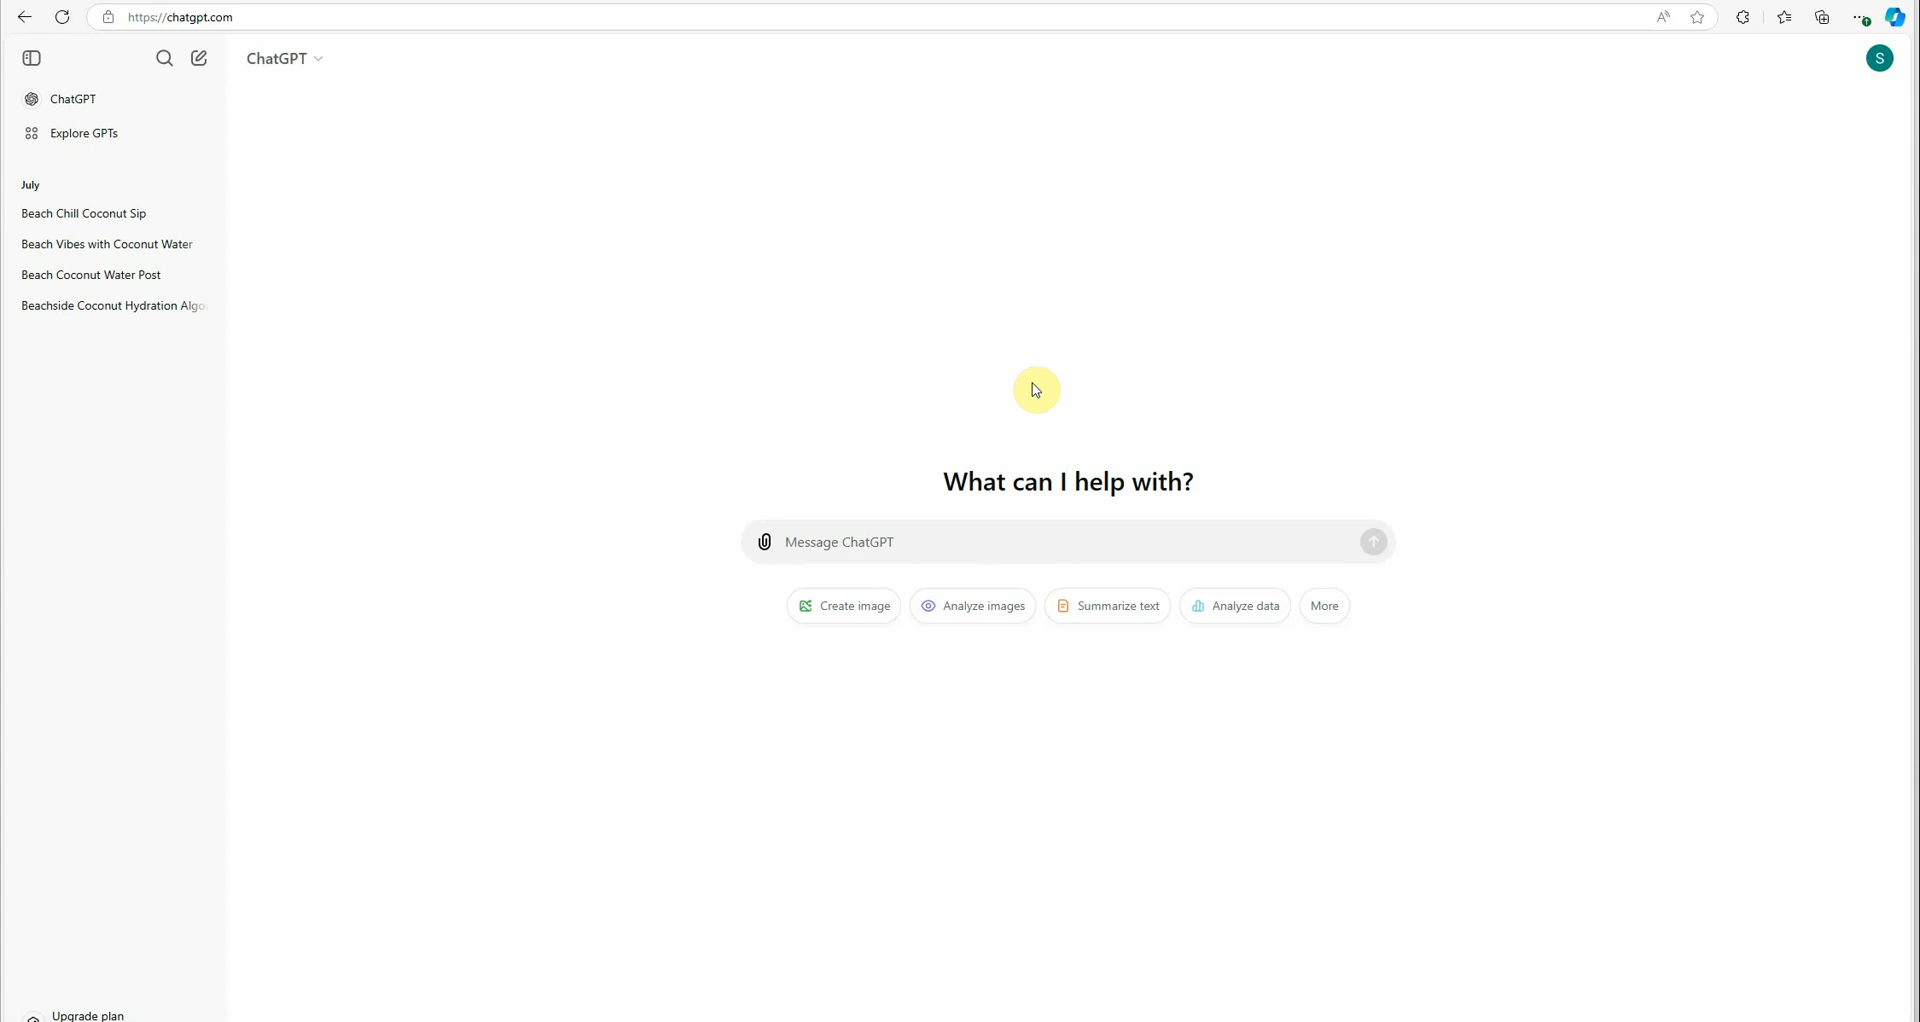 https://chatgpt.com
ChatGPT
S
ChatGPT
Explore GPTs
July
Beach Chill Coconut Sip
Beach Vibes with Coconut Water
Beach Coconut Water Post
Beachside Coconut Hydration Algo
What can I help with?
Message ChatGPT
Create image
Analyze images
Summarize text
Analyze data
More
Upgrade plan